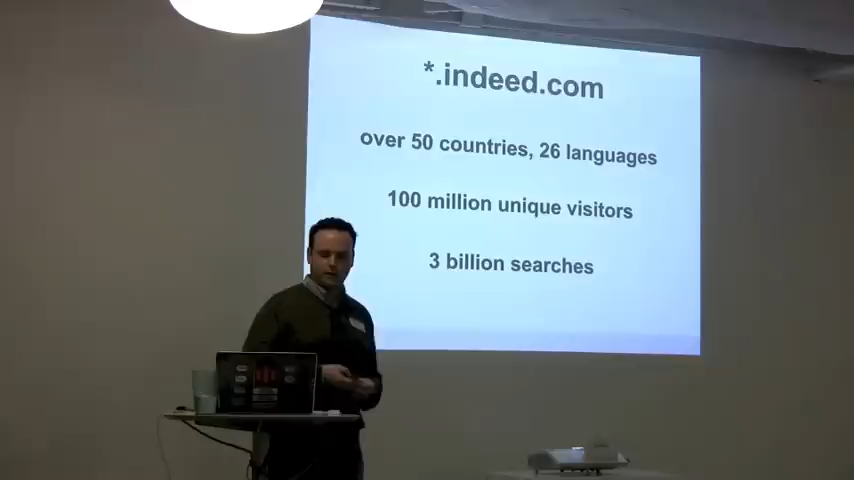 *.indeed.com
over 50 countries, 26 languages
100 million unique visitors
3 billion searches